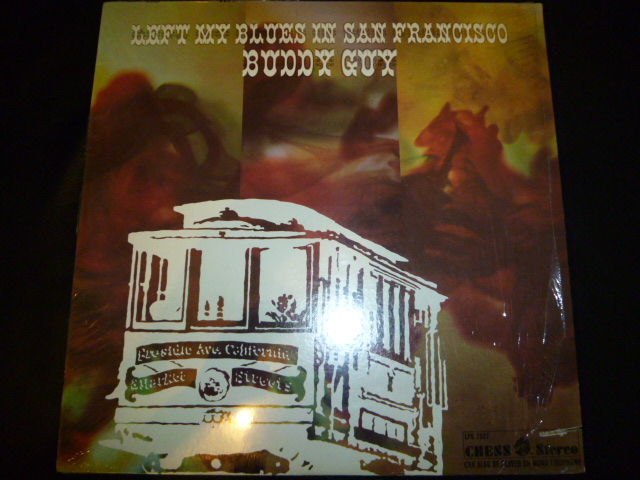 LEFT MY BLUES IN SAN FRANCISCO
BUDDY GUY
Presidio Ave. California
& Market Streets
CHESS Stereo